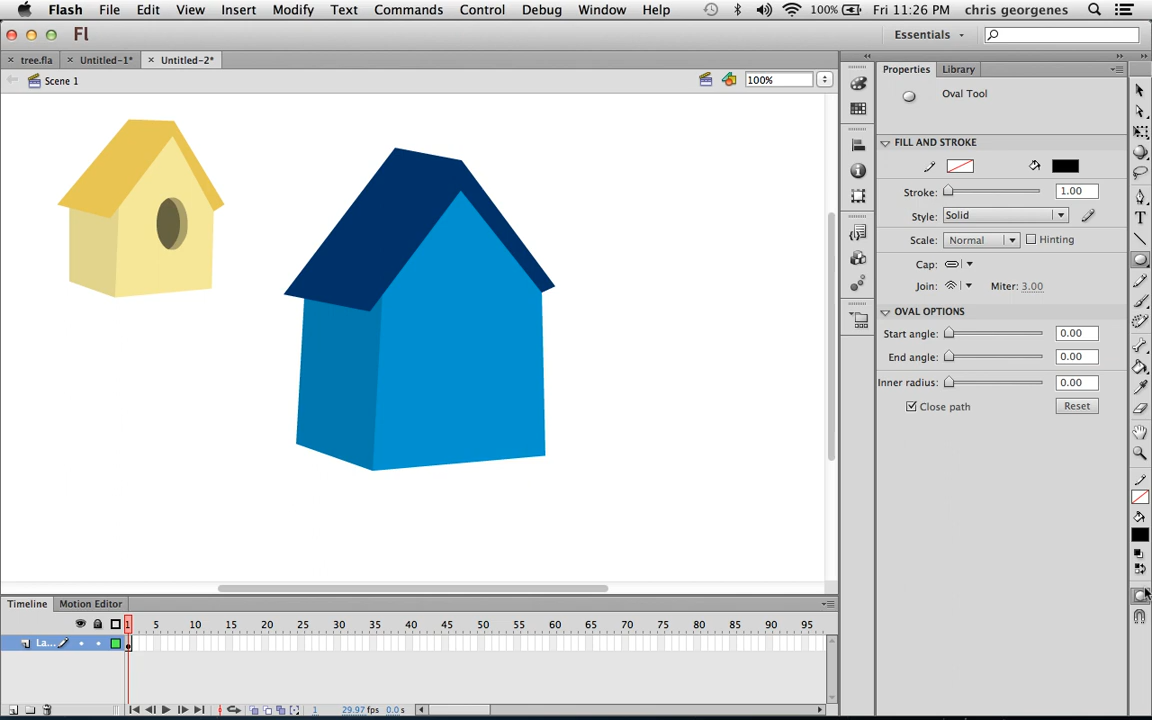 Flash File Edit View Insert Modify Text Commands Control Debug Window Help 100% Fri 11:26 PM chris georgenes
Fl Essentials
tree.fla Untitled-1* Untitled-2*
Scene 1 100%
Properties Library
Oval Tool
FILL AND STROKE
Stroke: 1.00
Style: Solid
Scale: Normal Hinting
Cap:
Join: Miter: 3.00
OVAL OPTIONS
Start angle: 0.00
End angle: 0.00
Inner radius: 0.00
Close path Reset
Timeline Motion Editor
1 5 10 15 20 25 30 35 40 45 50 55 60 65 70 75 80 85 90 95
La...
1 29.97 fps 0.0 s